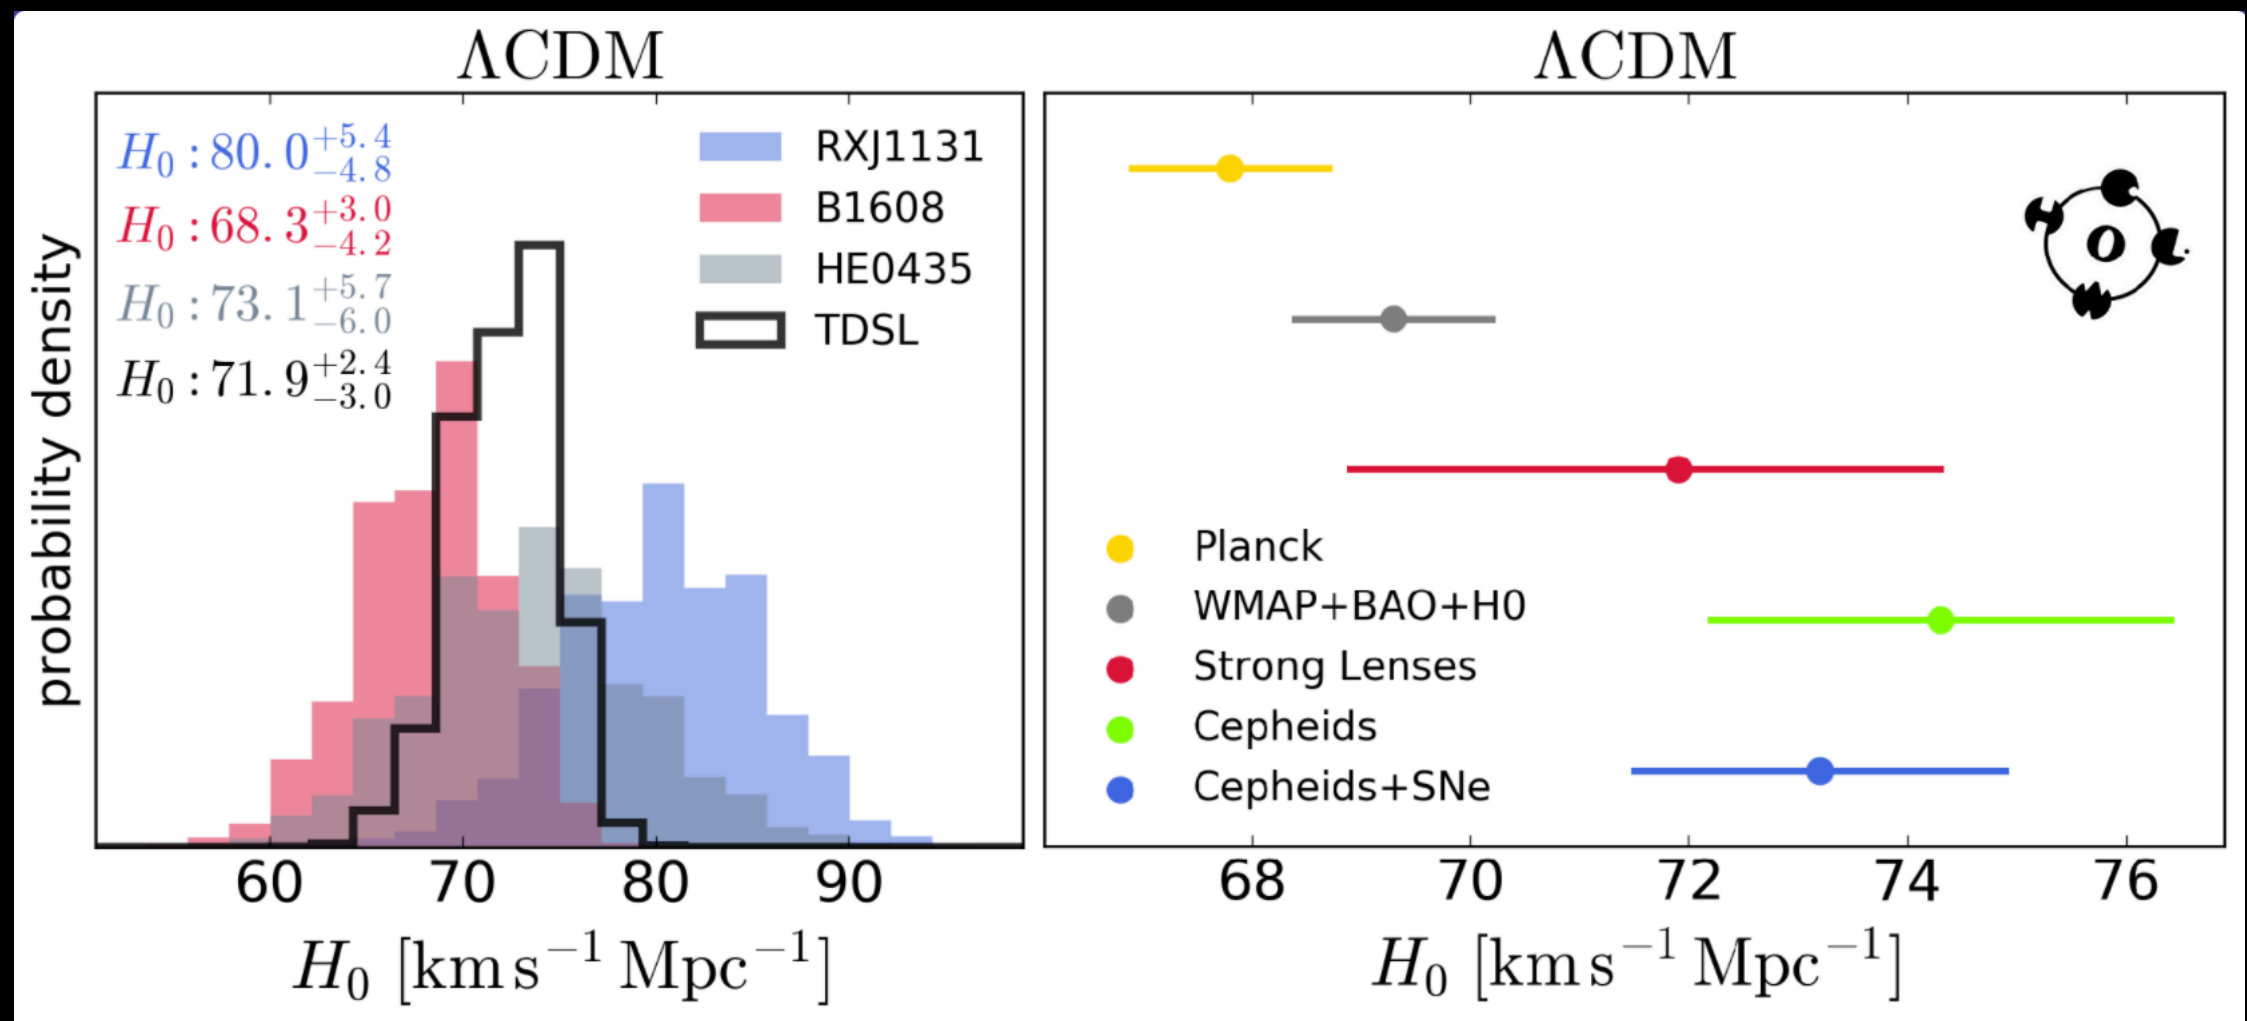 ΛCDM
H₀ : 80.0 +5.4 −4.8
H₀ : 68.3 +3.0 −4.2
H₀ : 73.1 +5.7 −6.0
H₀ : 71.9 +2.4 −3.0
RXJ1131
B1608
HE0435
TDSL
probability density
60 70 80 90
H₀ [km s⁻¹ Mpc⁻¹]
ΛCDM
Planck
WMAP+BAO+H0
Strong Lenses
Cepheids
Cepheids+SNe
68 70 72 74 76
H₀ [km s⁻¹ Mpc⁻¹]